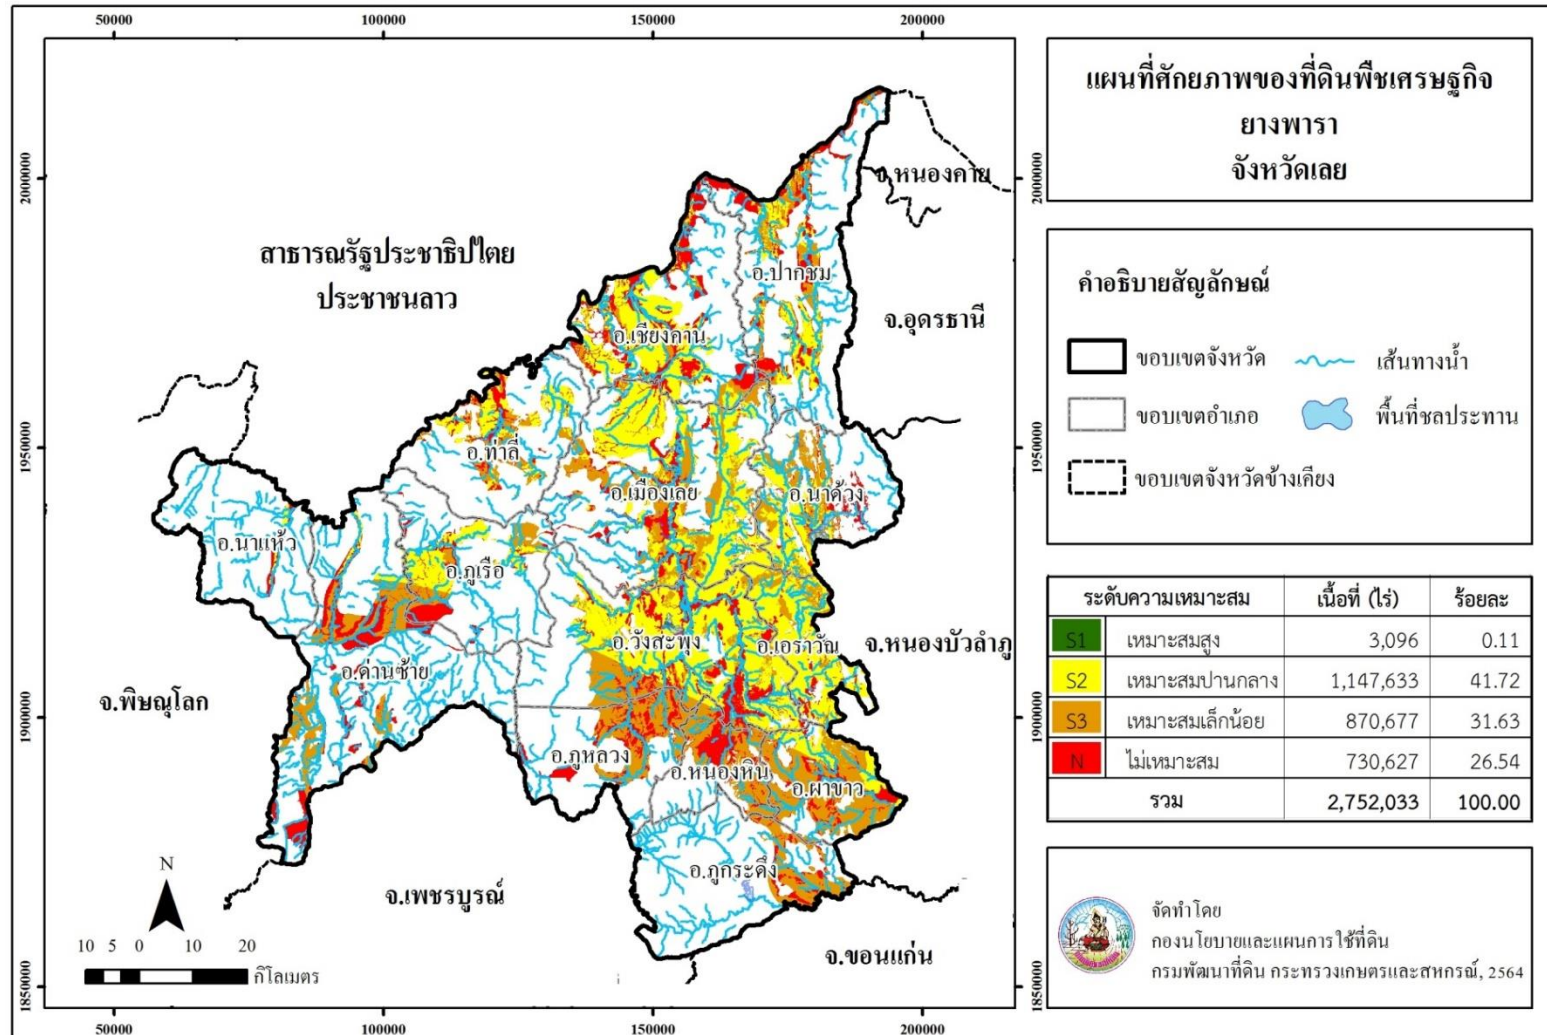 50000 100000 150000 200000
แผนที่ศักยภาพของที่ดินพืชเศรษฐกิจ
ยางพารา
จังหวัดเลย
2000000
1950000
1900000
1850000
2000000
1950000
1900000
1850000
จ.หนองคาย
สาธารณรัฐประชาธิปไตย
ประชาชนลาว
อ.ปากชม
จ.อุดรธานี
อ.เชียงคาน
อ.ท่าลี่
อ.เมืองเลย
อ.นาด้วง
อ.นาแห้ว
อ.ภูเรือ
อ.วังสะพุง
อ.เอราวัณ
จ.หนองบัวลำภู
อ.ด่านซ้าย
จ.พิษณุโลก
อ.ภูหลวง
อ.หนองหิน
อ.ผาขาว
อ.ภูกระดึง
จ.เพชรบูรณ์
จ.ขอนแก่น
N
10 5 0 10 20
กิโลเมตร
50000 100000 150000 200000
คำอธิบายสัญลักษณ์
ขอบเขตจังหวัด เส้นทางน้ำ
ขอบเขตอำเภอ พื้นที่ชลประทาน
ขอบเขตจังหวัดข้างเคียง
ระดับความเหมาะสม เนื้อที่ (ไร่) ร้อยละ
S1 เหมาะสมสูง 3,096 0.11
S2 เหมาะสมปานกลาง 1,147,633 41.72
S3 เหมาะสมเล็กน้อย 870,677 31.63
N ไม่เหมาะสม 730,627 26.54
รวม 2,752,033 100.00
จัดทำโดย
กองนโยบายและแผนการใช้ที่ดิน
กรมพัฒนาที่ดิน กระทรวงเกษตรและสหกรณ์, 2564